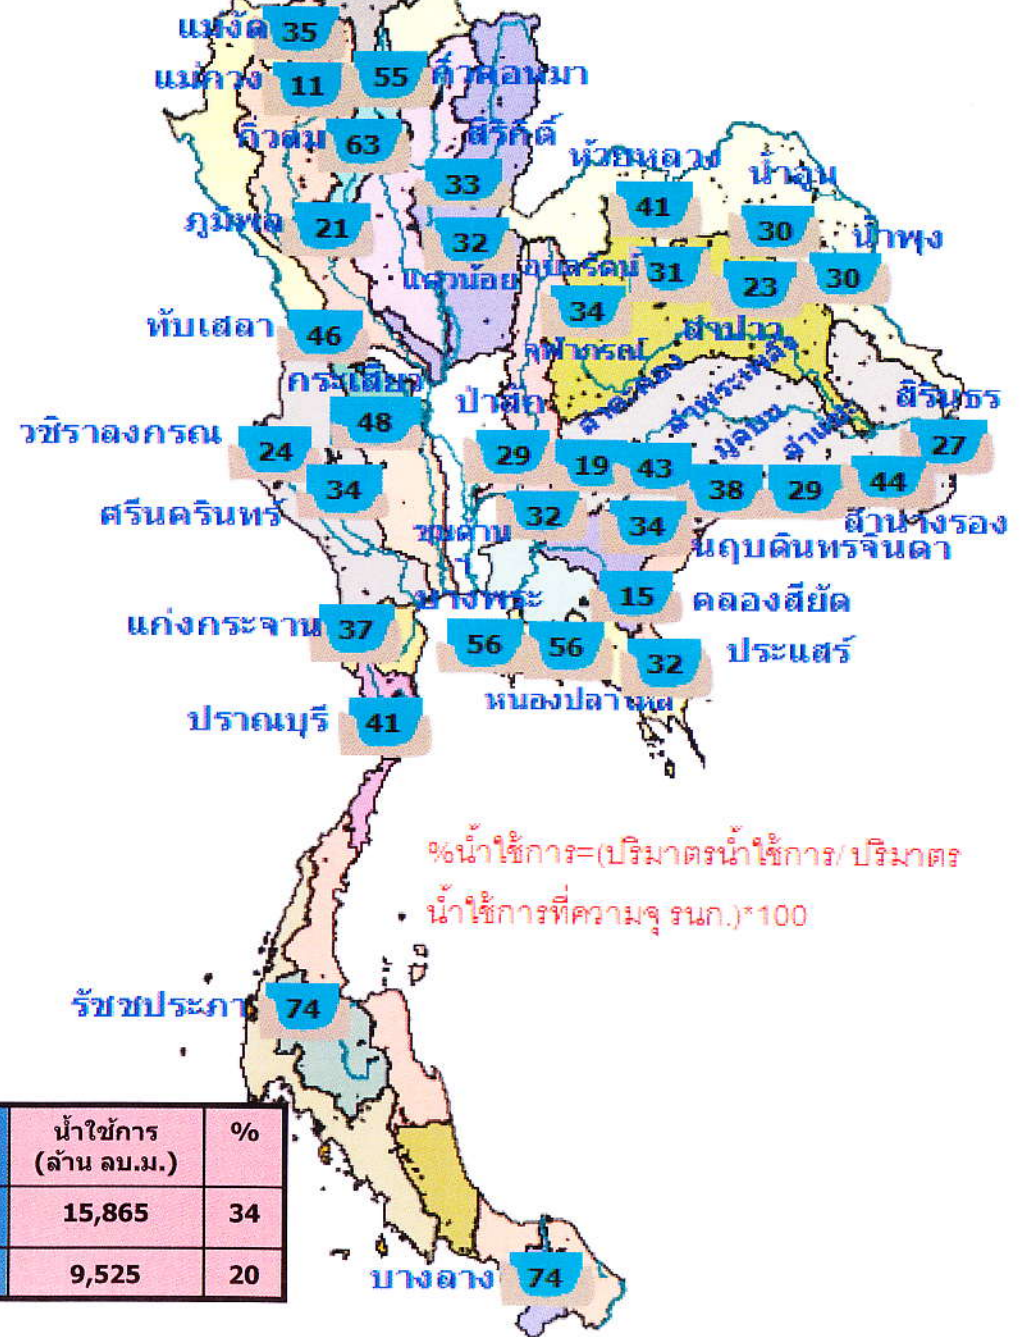 แม่งัด 35
แม่กวง 11 55 กิ่วคอหมา
กิ่วลม 63 สิริกิติ์
33 ห้วยหลวง น้ำอูน
ภูมิพล 21 32 41 30 น้ำพุง
แควน้อย อุบลรัตน์ 31 23 30
ทับเสลา 46 34 ลำปาว
จุฬาภรณ์
กระเสียว ป่าสัก ลำตะคอง ลำพระเพลิง สิรินธร
48 มูลบน ลำแชะ
วชิราลงกรณ 24 29 19 43 27
34 38 29 44
ศรีนครินทร์ 32 34 ลำนางรอง
ขุนด่าน นฤบดินทรจินดา
บางพระ 15 คลองสียัด
แก่งกระจาน 37 56 56 32 ประแสร์
หนองปลาไหล
ปราณบุรี 41
%น้ำใช้การ=(ปริมาตรน้ำใช้การ/ ปริมาตร
น้ำใช้การที่ความจุ รนก.)*100
รัชชประภา 74
น้ำใช้การ %
(ล้าน ลบ.ม.)
15,865 34
9,525 20
บางลาง 74